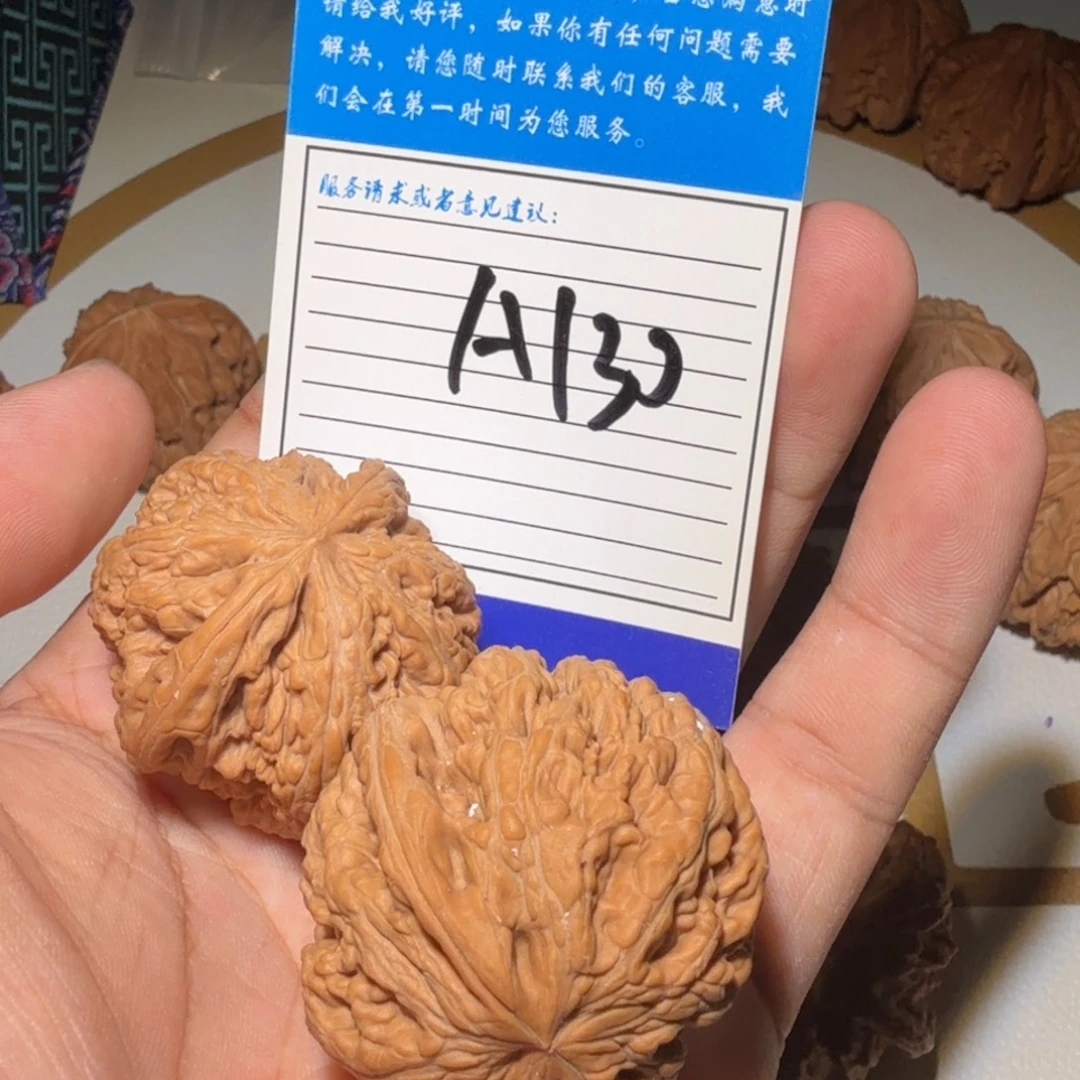 请给我好评，如果你有任何问题需要
解决，请您随时联系我们的客服，我
们会在第一时间为您服务。
服务请求或者意见建议：
A130